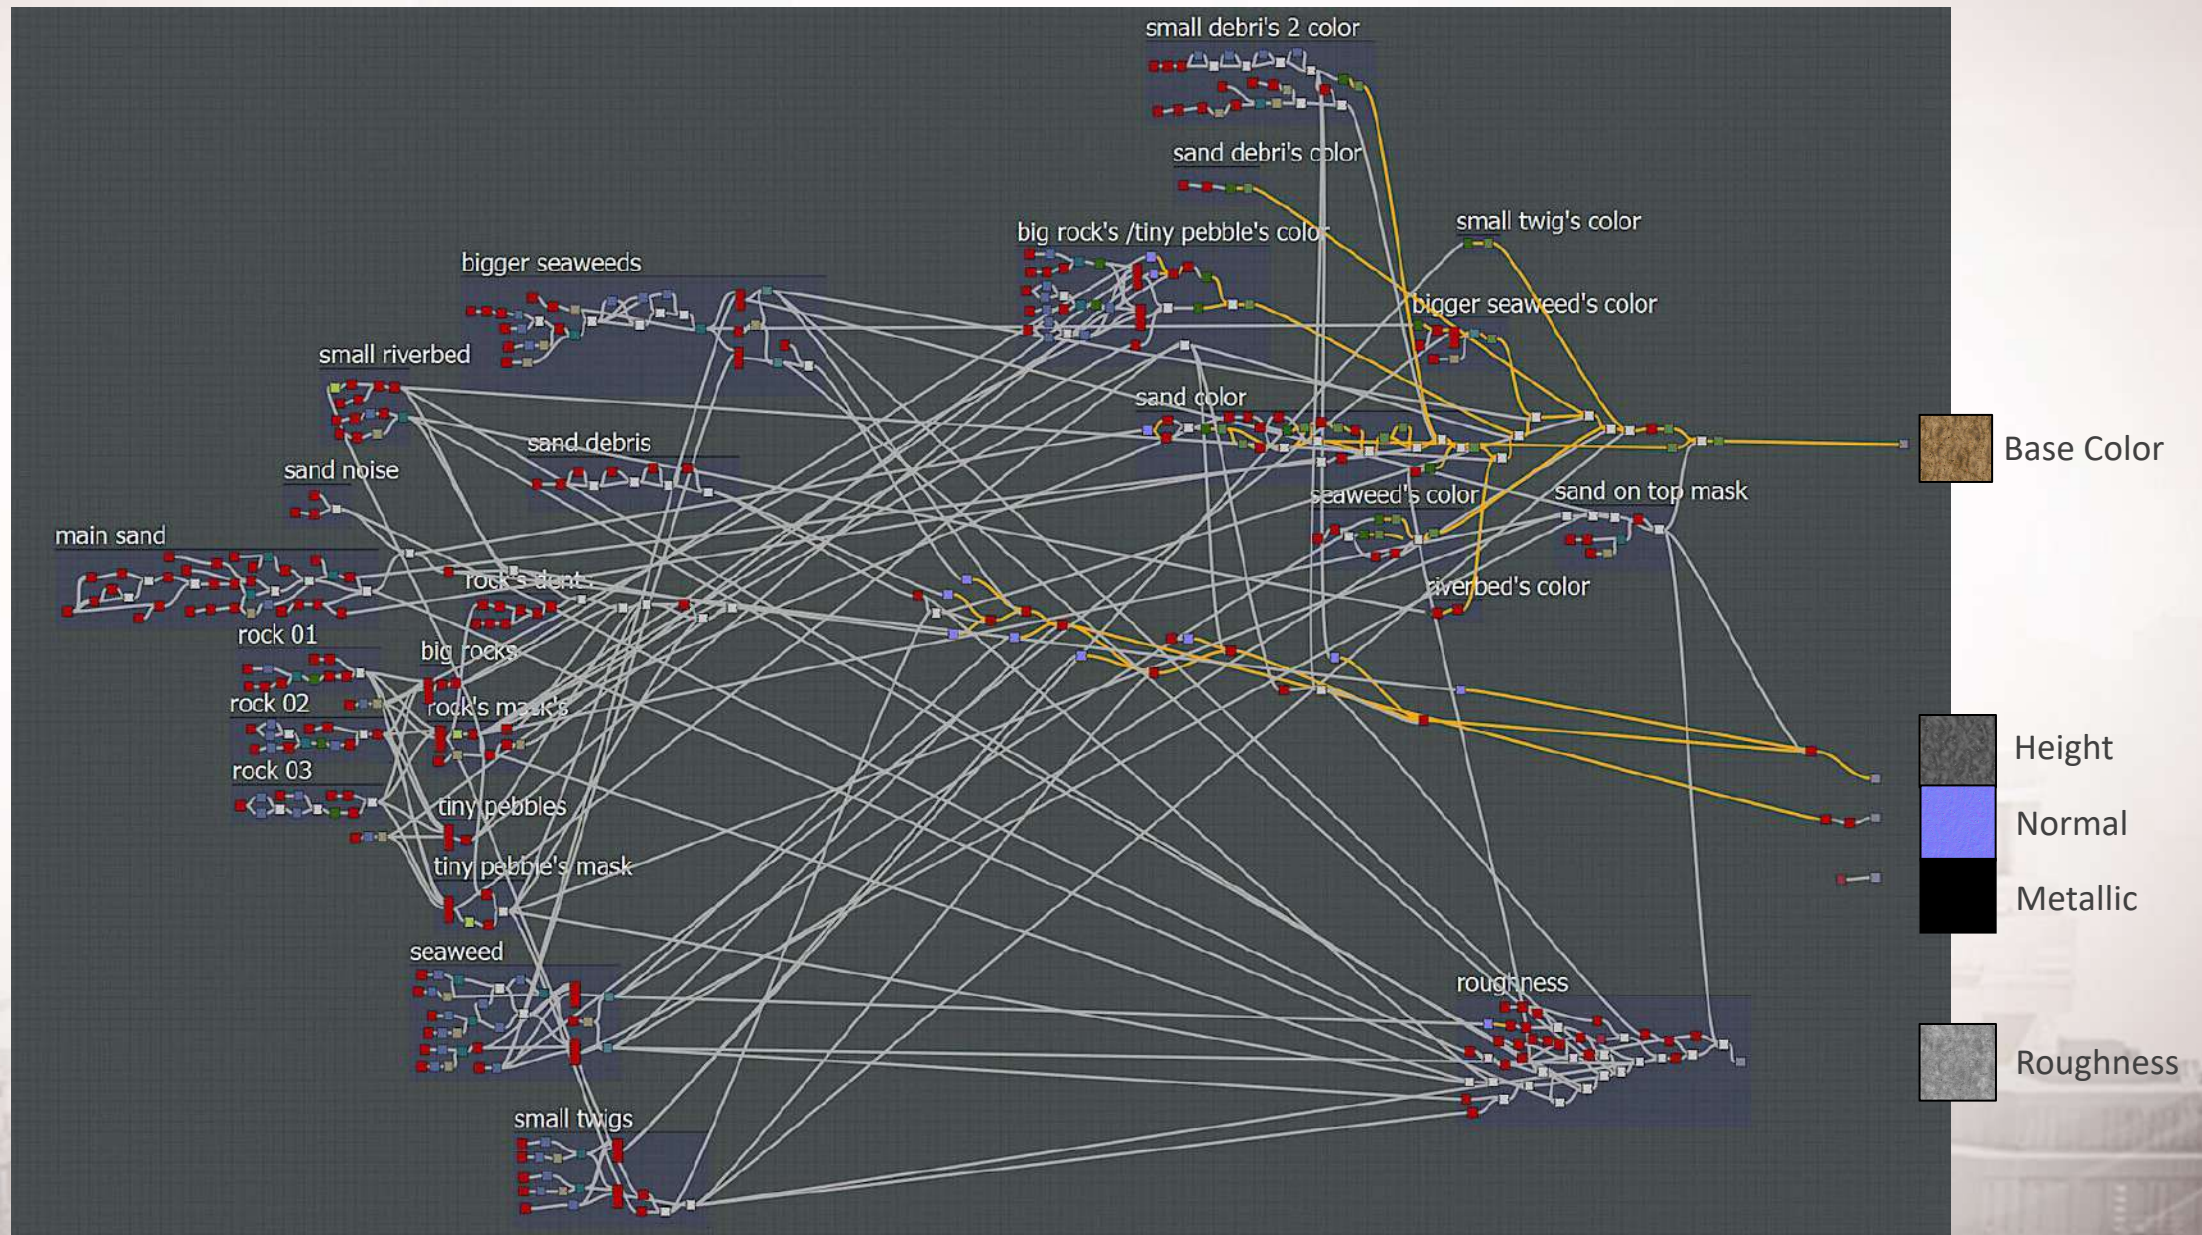 small debri's 2 color
sand debri's color
small twig's color
big rock's /tiny pebble's color
bigger seaweeds
bigger seaweed's color
small riverbed
sand color
sand debris
Base Color
sand noise
seaweed's color
sand on top mask
main sand
rock's dents
riverbed's color
rock 01
big rocks
rock 02
rock's mask's
Height
rock 03
tiny pebbles
Normal
tiny pebble's mask
Metallic
seaweed
roughness
Roughness
small twigs